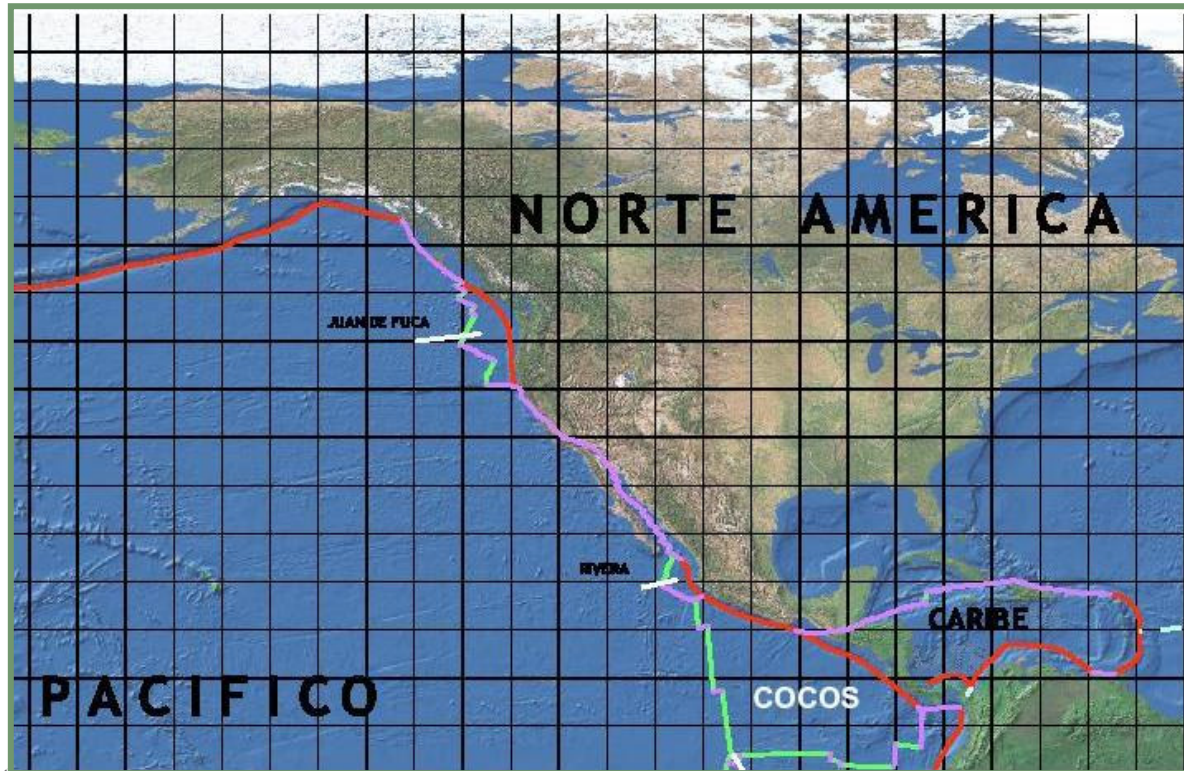 NORTE AMERICA
JUAN DE FUCA
RIVERA
CARIBE
PACIFICO
COCOS